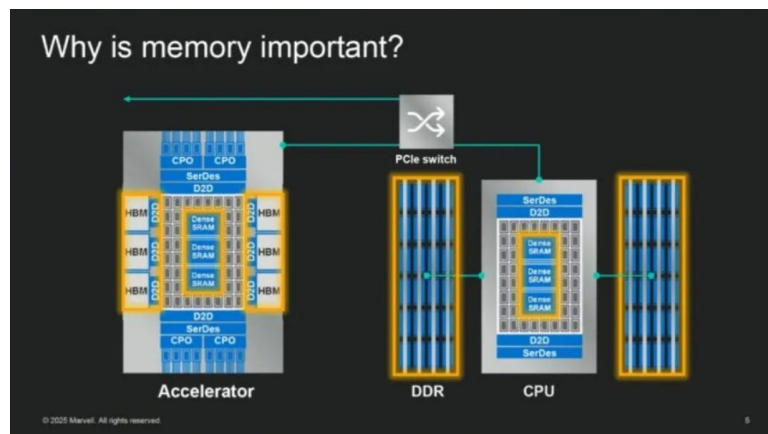 Why is memory important?
PCIe switch
CPO CPO
SerDes
D2D
HBM D2D D2D HBM
Dense
SRAM
HBM D2D D2D HBM
Dense
SRAM
HBM D2D D2D HBM
Dense
SRAM
D2D
SerDes
CPO CPO
Accelerator
DDR
SerDes
D2D
Dense
SRAM
Dense
SRAM
Dense
SRAM
D2D
SerDes
CPU
© 2025 Marvell. All rights reserved.
5